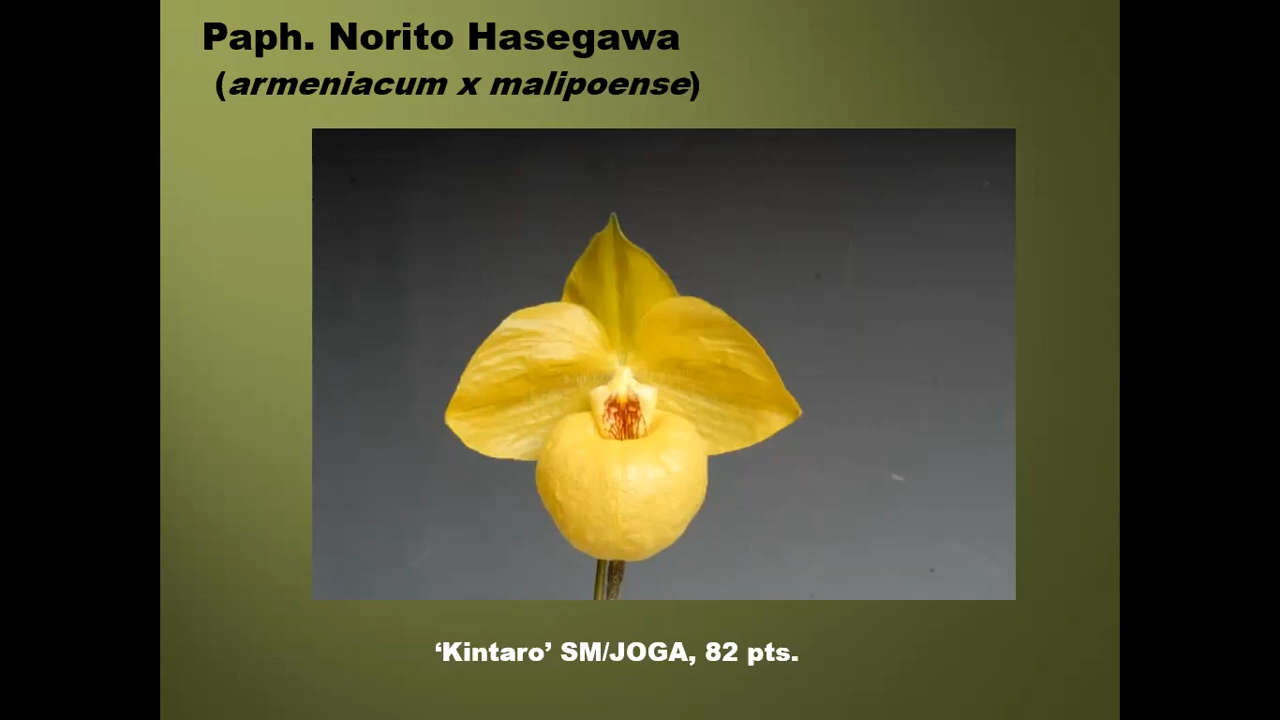 Paph. Norito Hasegawa
(armeniacum x malipoense)
‘Kintaro’ SM/JOGA, 82 pts.